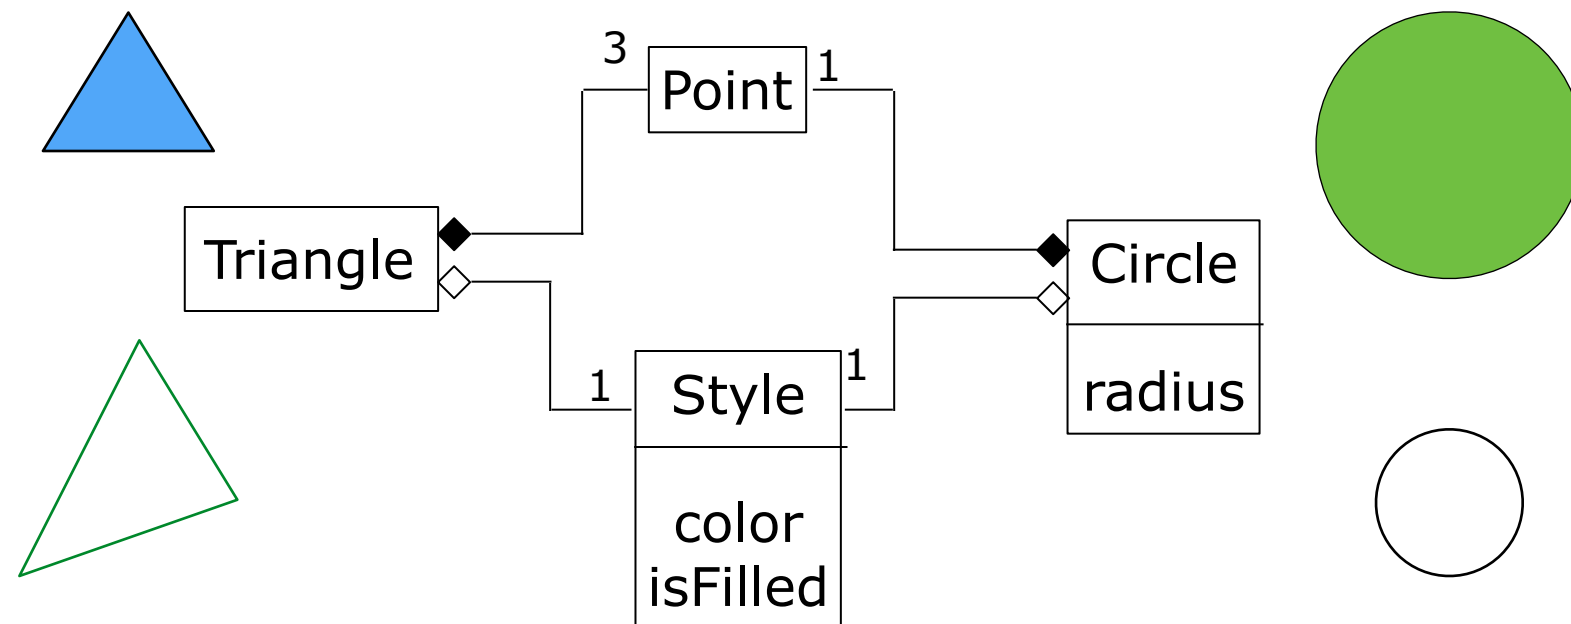 3
Point
1
Triangle
Circle
radius
1
Style
1
color
isFilled